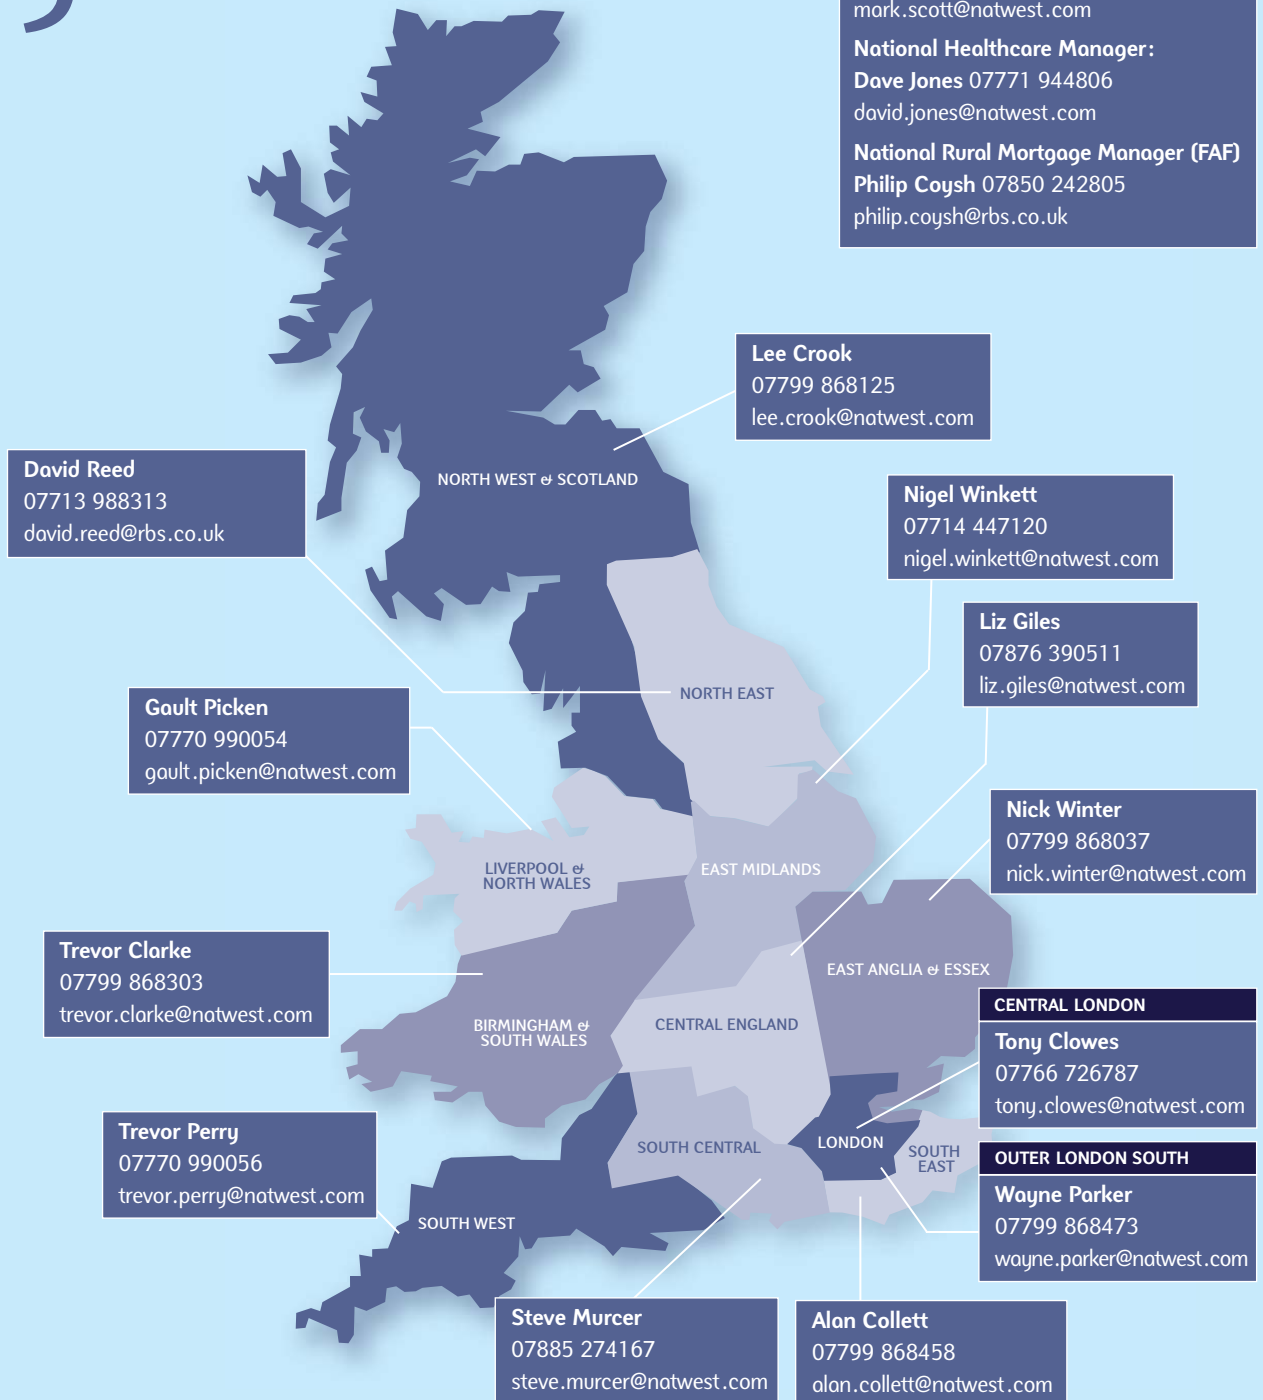 mark.scott@natwest.com
National Healthcare Manager:
Dave Jones 07771 944806
david.jones@natwest.com
National Rural Mortgage Manager (FAF)
Philip Coysh 07850 242805
philip.coysh@rbs.co.uk
Lee Crook
07799 868125
lee.crook@natwest.com
David Reed
07713 988313
david.reed@rbs.co.uk
NORTH WEST & SCOTLAND
Nigel Winkett
07714 447120
nigel.winkett@natwest.com
Liz Giles
07876 390511
liz.giles@natwest.com
NORTH EAST
Gault Picken
07770 990054
gault.picken@natwest.com
Nick Winter
07799 868037
nick.winter@natwest.com
LIVERPOOL &
NORTH WALES
EAST MIDLANDS
Trevor Clarke
07799 868303
trevor.clarke@natwest.com
EAST ANGLIA & ESSEX
BIRMINGHAM &
SOUTH WALES
CENTRAL ENGLAND
CENTRAL LONDON
Tony Clowes
07766 726787
tony.clowes@natwest.com
Trevor Perry
07770 990056
trevor.perry@natwest.com
SOUTH CENTRAL
LONDON
SOUTH
EAST
OUTER LONDON SOUTH
Wayne Parker
07799 868473
wayne.parker@natwest.com
SOUTH WEST
Steve Murcer
07885 274167
steve.murcer@natwest.com
Alan Collett
07799 868458
alan.collett@natwest.com